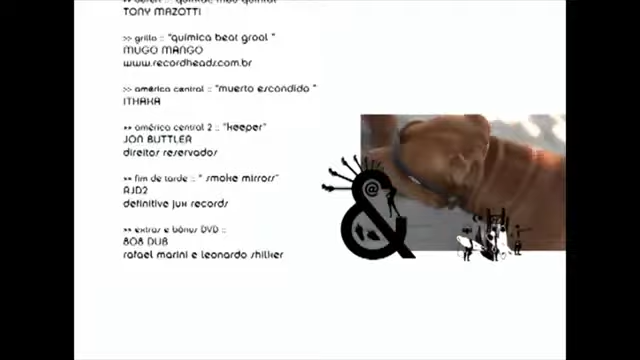 TONY MAZOTTI
>> grilo :: "química beat graal "
MUGO MANGO
www.recordheads.com.br
>> américa central :: "muerto escondido "
ITHAKA
>> américa central 2 :: "keeper"
JON BUTTLER
direitos reservados
>> fim de tarde :: " smoke mirrors"
RJD2
definitive jux records
>> extras e bônus DVD ::
808 DUB
rafael marini e leonardo shilker
@
&